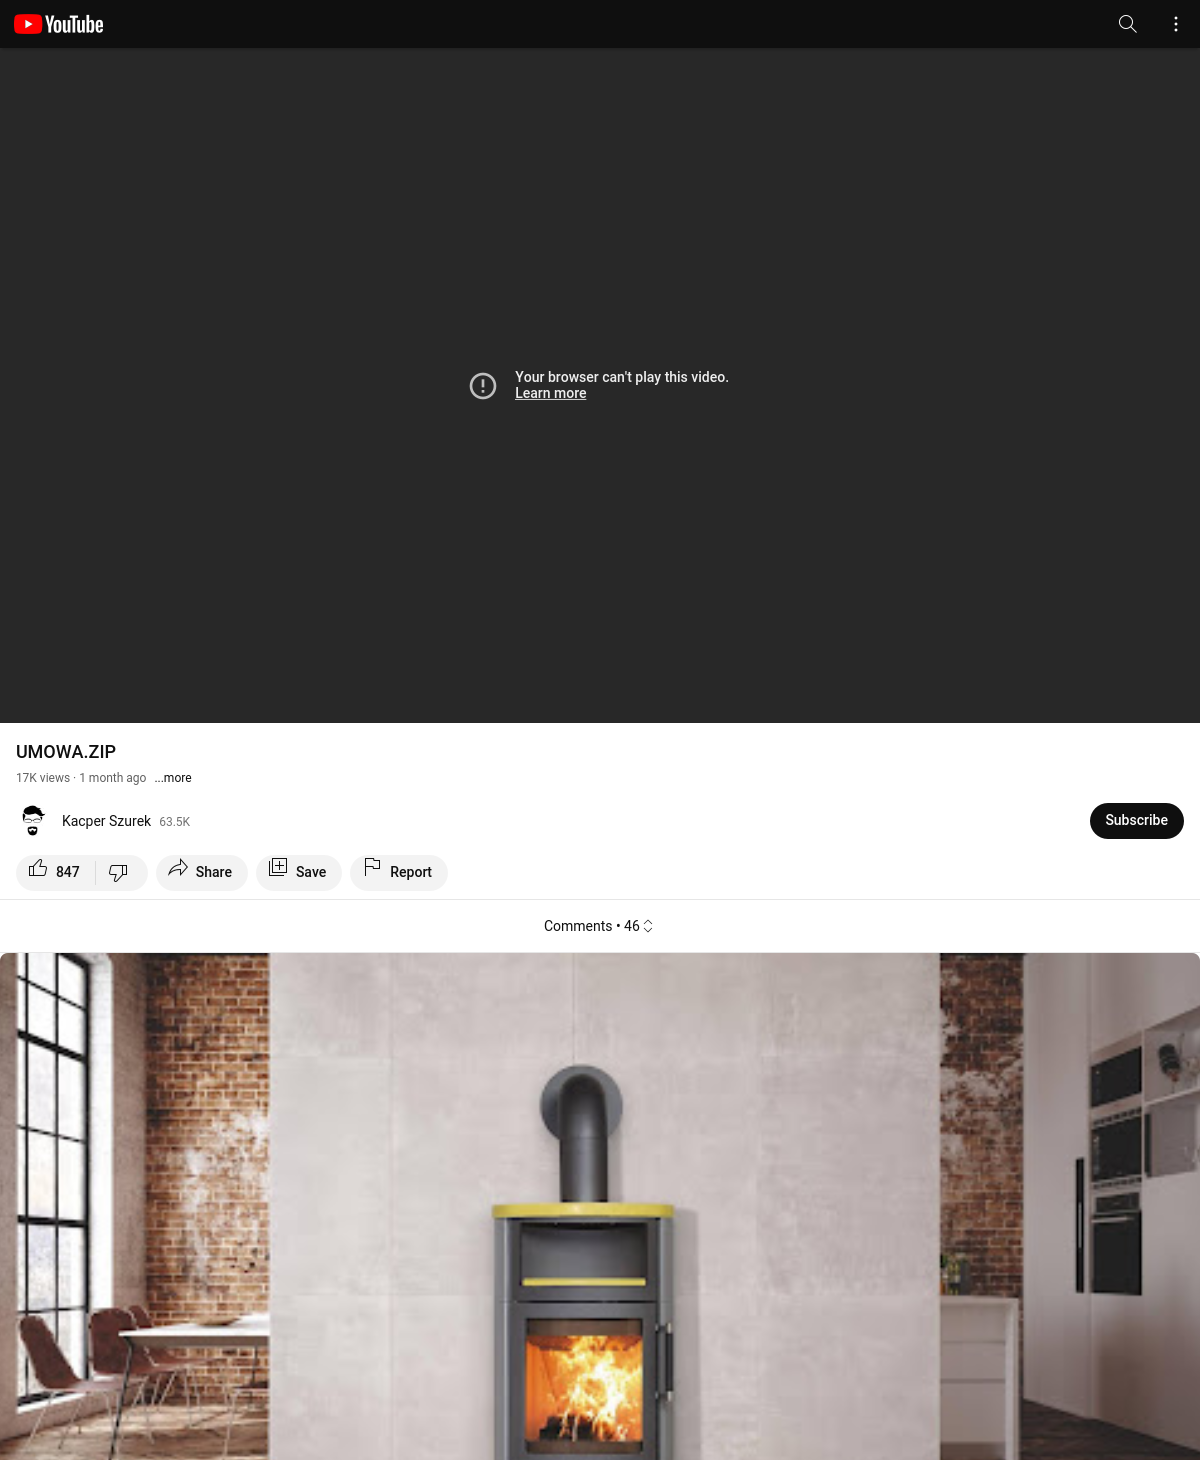 YouTube
Your browser can't play this video.
Learn more
UMOWA.ZIP
17K views · 1 month ago ...more
Kacper Szurek 63.5K
Subscribe
847
Share
Save
Report
Comments • 46